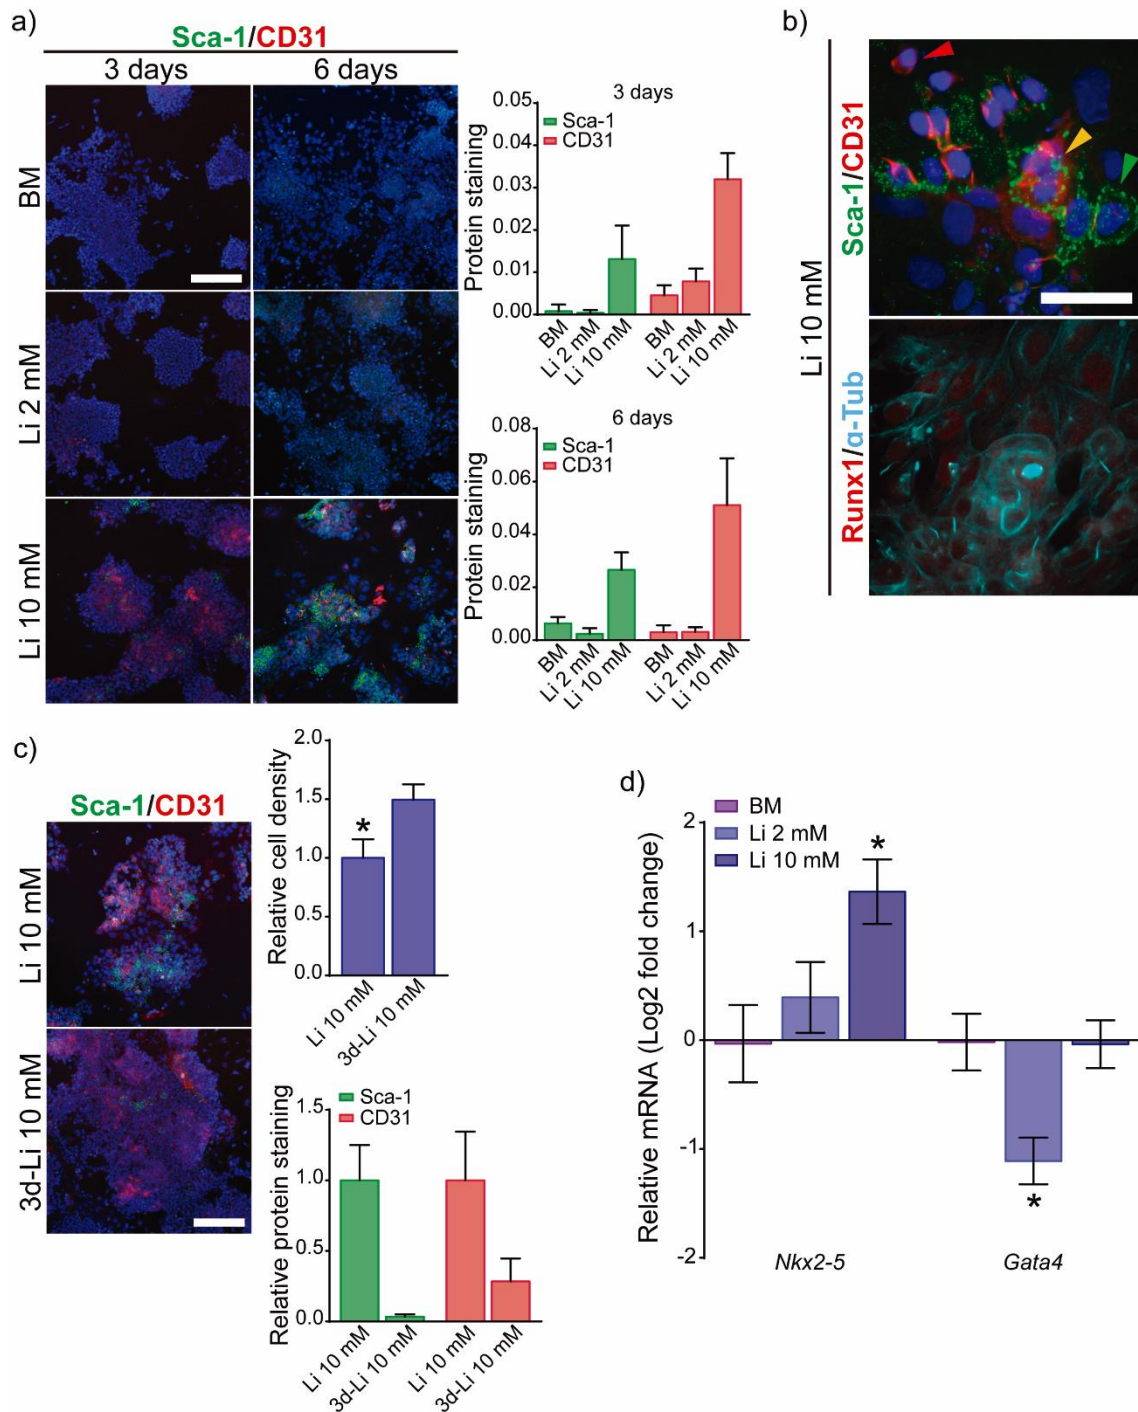 a)
Sca-1/CD31
3 days
6 days
BM
Li 2 mM
Li 10 mM
3 days
Sca-1
CD31
Protein staining
0.05
0.04
0.03
0.02
0.01
0.00
BM
Li 2 mM
Li 10 mM
BM
Li 2 mM
Li 10 mM
6 days
Sca-1
CD31
Protein staining
0.08
0.06
0.04
0.02
0.00
BM
Li 2 mM
Li 10 mM
BM
Li 2 mM
Li 10 mM
b)
Li 10 mM
Sca-1/CD31
Runx1/α-Tub
c)
Sca-1/CD31
Li 10 mM
3d-Li 10 mM
Relative cell density
2.0
1.5
1.0
0.5
0.0
*
Li 10 mM
3d-Li 10 mM
Sca-1
CD31
Relative protein staining
1.5
1.0
0.5
0.0
Li 10 mM
3d-Li 10 mM
Li 10 mM
3d-Li 10 mM
d)
BM
Li 2 mM
Li 10 mM
Relative mRNA (Log2 fold change)
2
1
0
-1
-2
*
*
Nkx2-5
Gata4